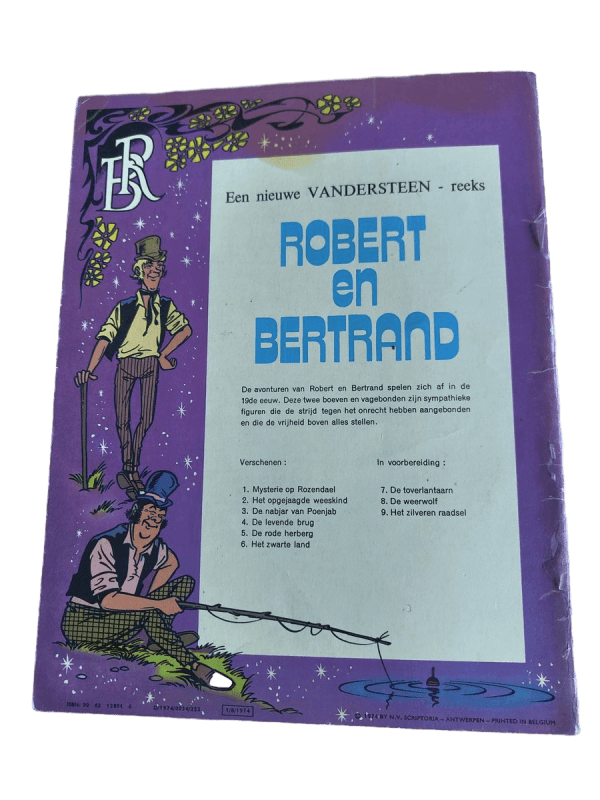 BR
Een nieuwe VANDERSTEEN - reeks
ROBERT
en
BERTRAND
De avonturen van Robert en Bertrand spelen zich af in de
19de eeuw. Deze twee boeven en vagebonden zijn sympathieke
figuren die de strijd tegen het onrecht hebben aangebonden
en die de vrijheid boven alles stellen.
Verschenen :
1. Mysterie op Rozendael
2. Het opgejaagde weeskind
3. De nabjar van Poenjab
4. De levende brug
5. De rode herberg
6. Het zwarte land
In voorbereiding :
7. De toverlantaarn
8. De weerwolf
9. Het zilveren raadsel
© 1974 BY N.V. SCRIPTORIA - ANTWERPEN - PRINTED IN BELGIUM.